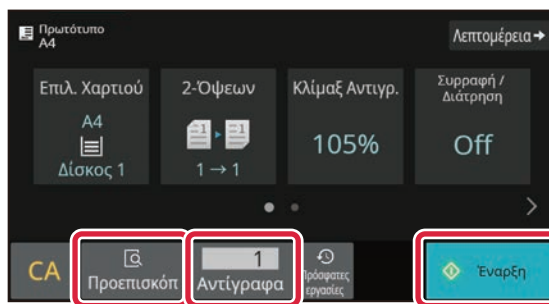 Πρωτότυπο
A4
Λεπτομέρεια
Επιλ. Χαρτιού
A4
Δίσκος 1
2-Όψεων
1 → 1
Κλίμαξ Αντιγρ.
105%
Συρραφή /
Διάτρηση
Off
CA
Προεπισκόπ
1
Αντίγραφα
Πρόσφατες
εργασίες
Έναρξη